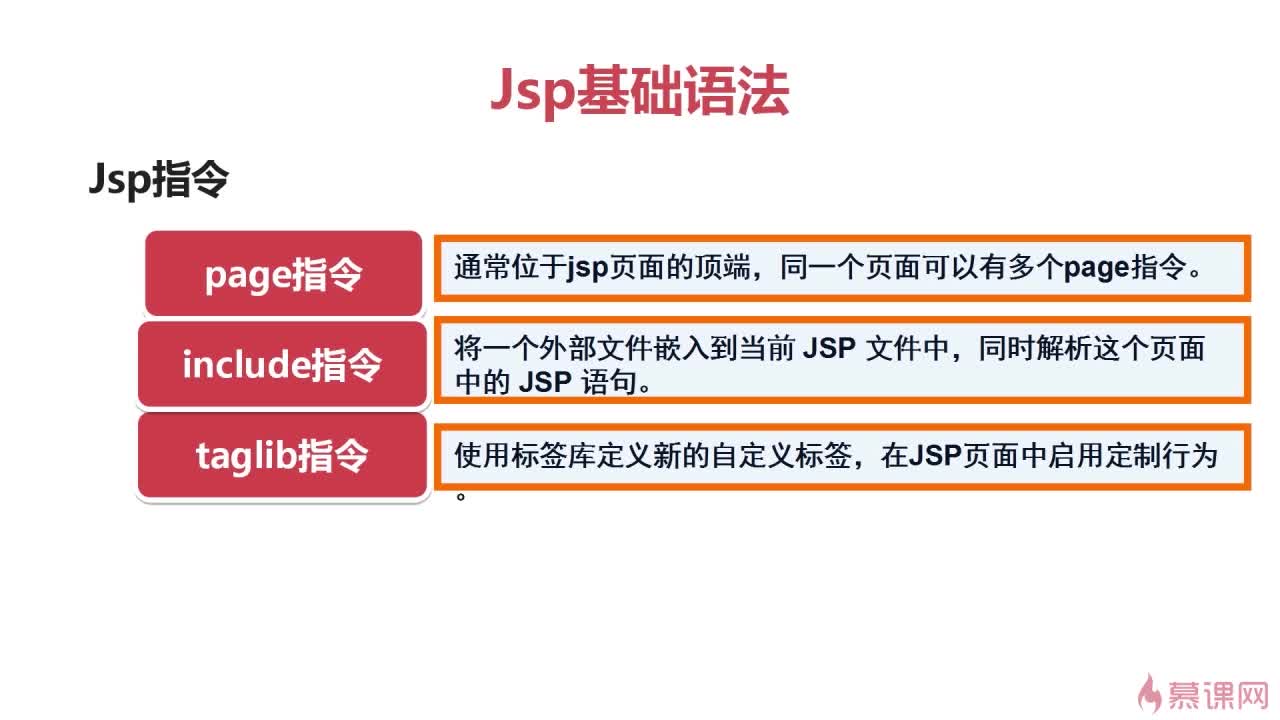 Jsp基础语法
Jsp指令
page指令
通常位于jsp页面的顶端，同一个页面可以有多个page指令。
include指令
将一个外部文件嵌入到当前 JSP 文件中，同时解析这个页面
中的 JSP 语句。
taglib指令
使用标签库定义新的自定义标签，在JSP页面中启用定制行为
。
慕课网